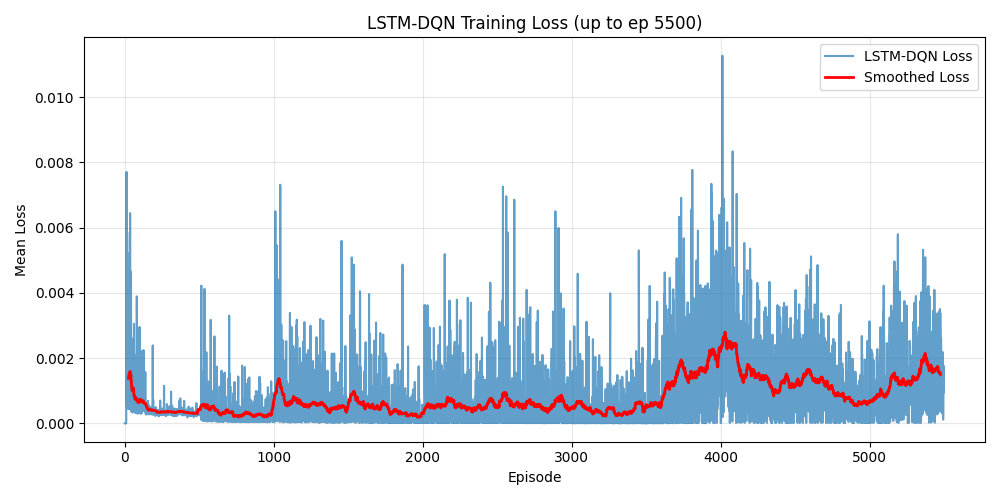 LSTM-DQN Training Loss (up to ep 5500)
LSTM-DQN Loss
Smoothed Loss
Mean Loss
0.010
0.008
0.006
0.004
0.002
0.000
0 1000 2000 3000 4000 5000
Episode